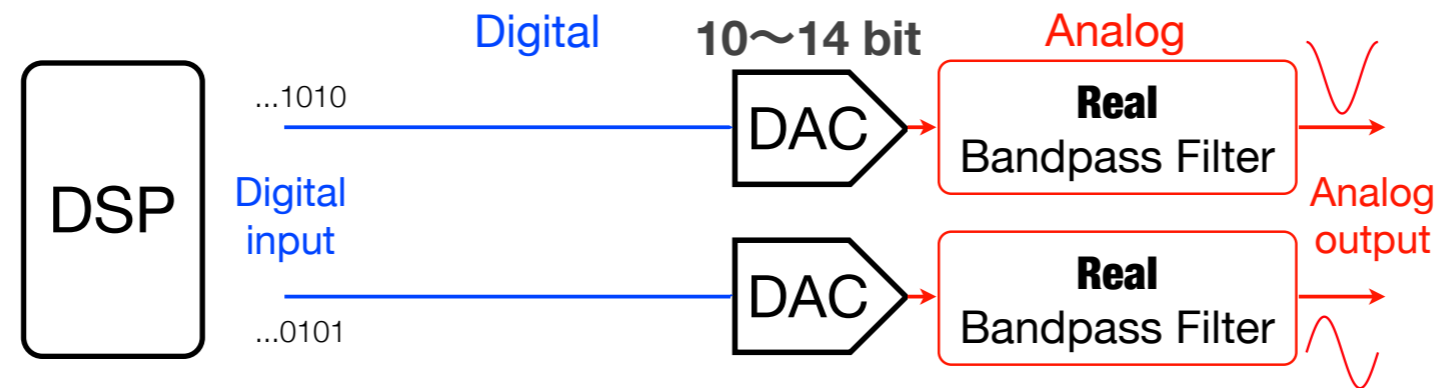 Digital
10〜14 bit
Analog
...1010
DAC
Real
Bandpass Filter
DSP
Digital
input
Analog
output
DAC
Real
Bandpass Filter
...0101